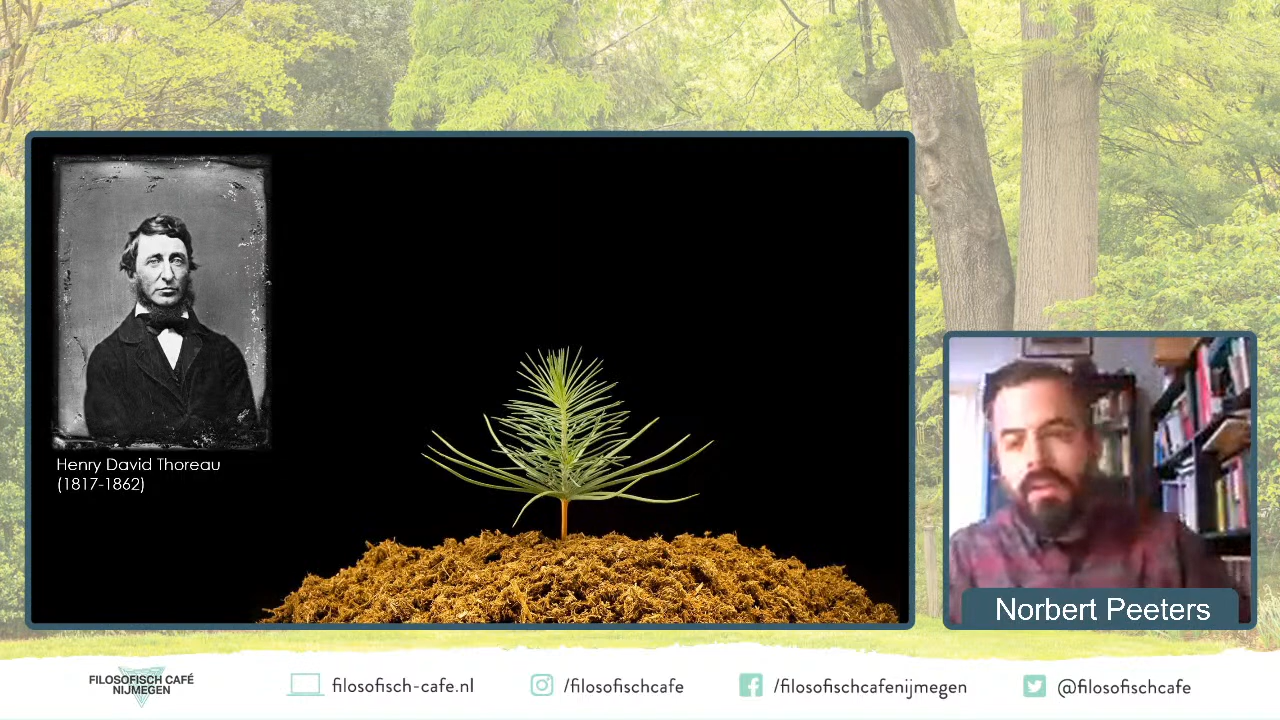 Henry David Thoreau
(1817-1862)
Norbert Peeters
FILOSOFISCH CAFÉ
NIJMEGEN
filosofisch-cafe.nl
/filosofischcafe
/filosofischcafenijmegen
@filosofischcafe